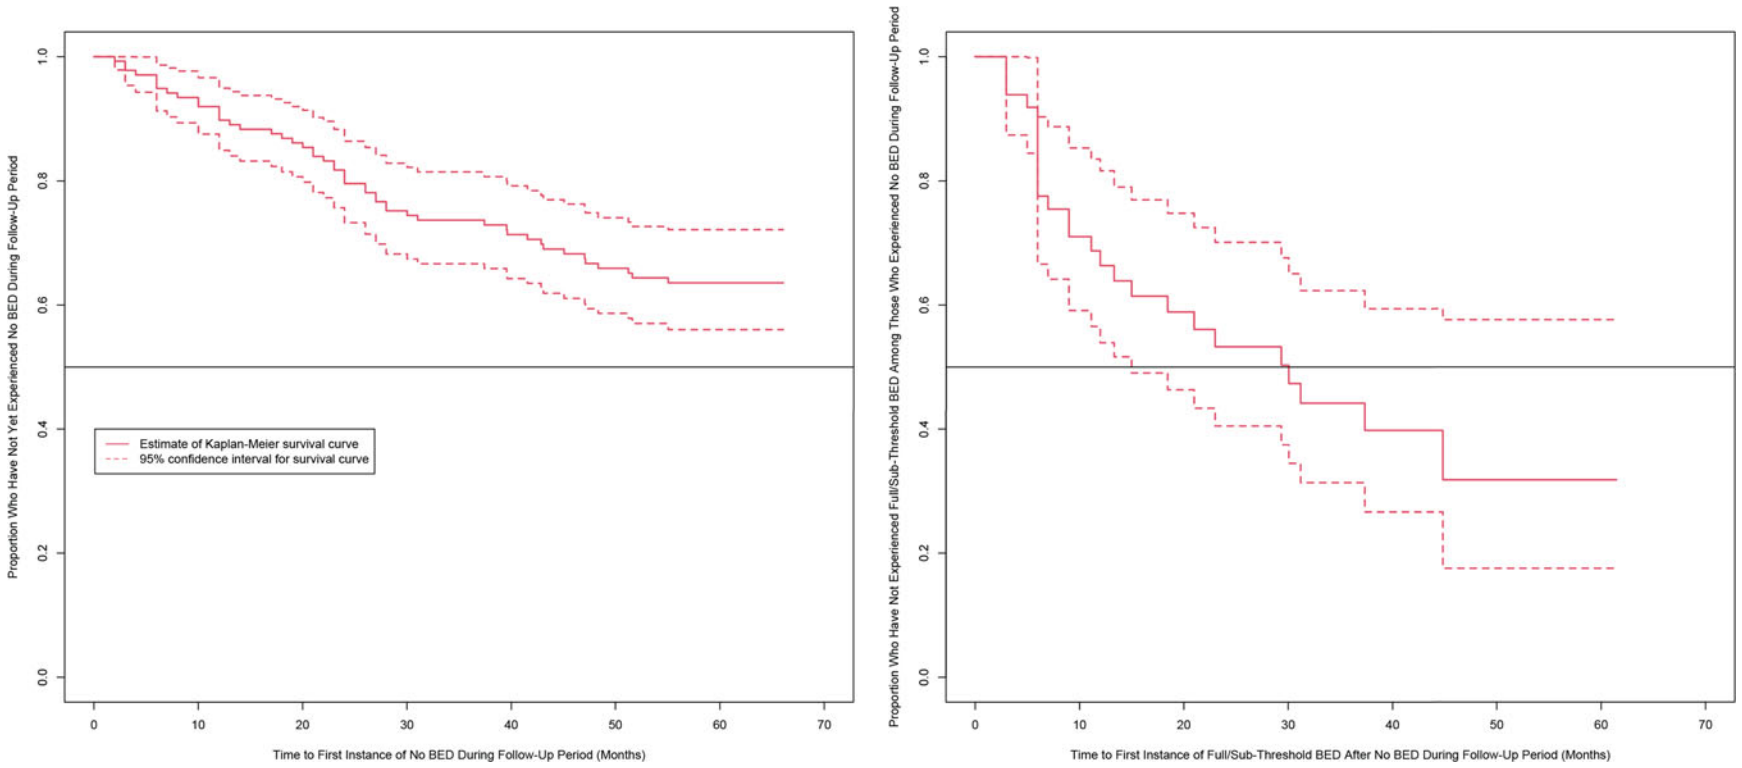 Proportion Who Have Not Yet Experienced No BED During Follow-Up Period
1.0
0.8
0.6
0.4
0.2
0.0
Estimate of Kaplan-Meier survival curve
95% confidence interval for survival curve
0 10 20 30 40 50 60 70
Time to First Instance of No BED During Follow-Up Period (Months)
Proportion Who Have Not Experienced Full/Sub-Threshold BED Among Those Who Experienced No BED During Follow-Up Period
1.0
0.8
0.6
0.4
0.2
0.0
0 10 20 30 40 50 60 70
Time to First Instance of Full/Sub-Threshold BED After No BED During Follow-Up Period (Months)